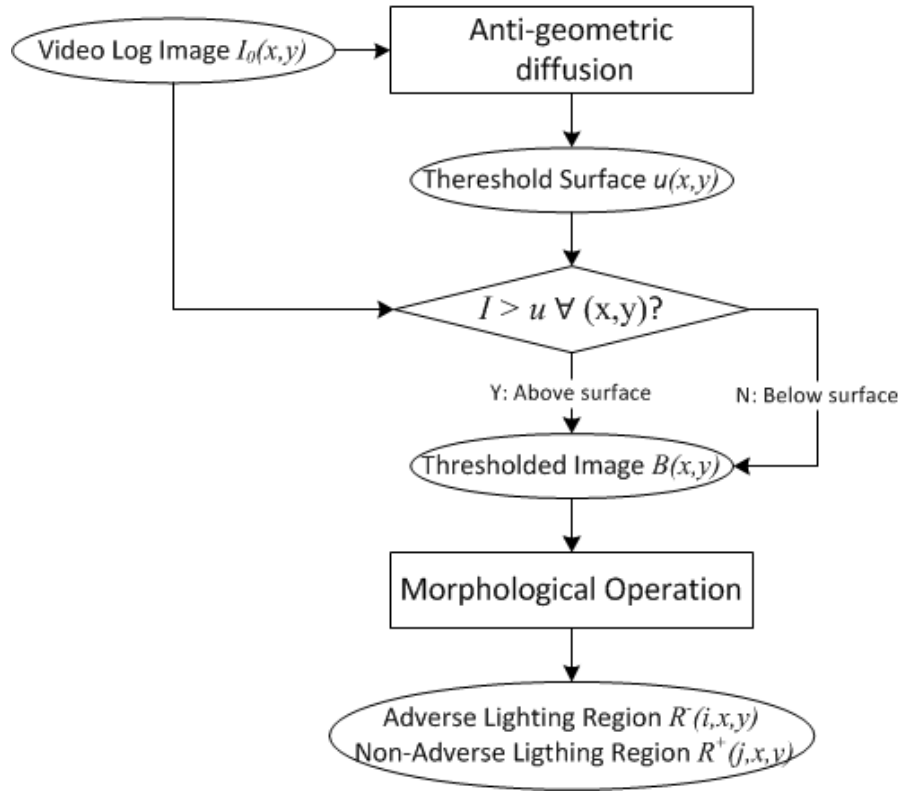 Video Log Image I₀(x,y)
Anti-geometric
diffusion
Thereshold Surface u(x,y)
I > u ∀ (x,y)?
Y: Above surface
N: Below surface
Thresholded Image B(x,y)
Morphological Operation
Adverse Lighting Region R⁻(i,x,y)
Non-Adverse Ligthing Region R⁺(j,x,y)